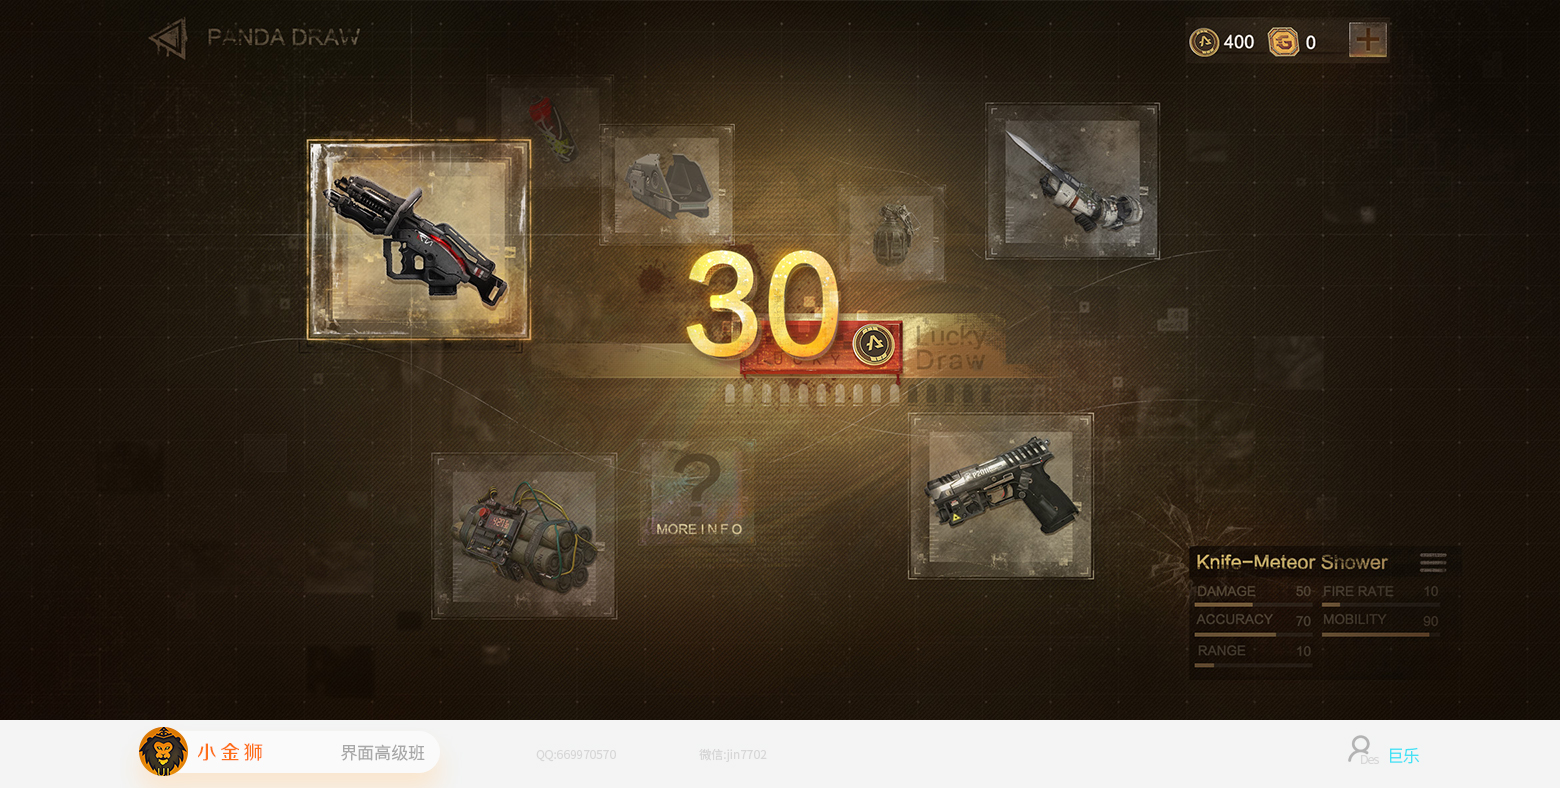 PANDA DRAW
400
0
30
LUCKY
Lucky
Draw
MORE INFO
Knife-Meteor Shower
DAMAGE 50 FIRE RATE 10
ACCURACY 70 MOBILITY 90
RANGE 10
小金狮 界面高级班 QQ:669970570 微信:jin7702 Des 巨乐
UI